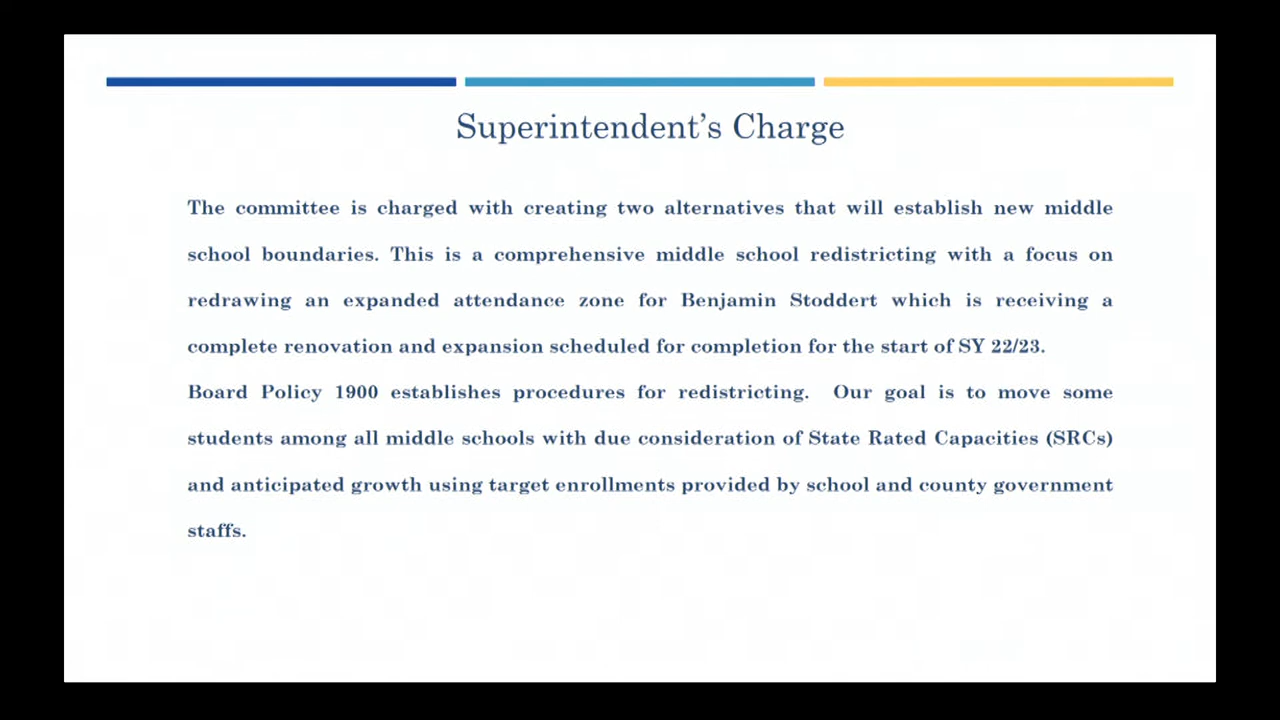 Superintendent’s Charge
The committee is charged with creating two alternatives that will establish new middle
school boundaries. This is a comprehensive middle school redistricting with a focus on
redrawing an expanded attendance zone for Benjamin Stoddert which is receiving a
complete renovation and expansion scheduled for completion for the start of SY 22/23.
Board Policy 1900 establishes procedures for redistricting.  Our goal is to move some
students among all middle schools with due consideration of State Rated Capacities (SRCs)
and anticipated growth using target enrollments provided by school and county government
staffs.